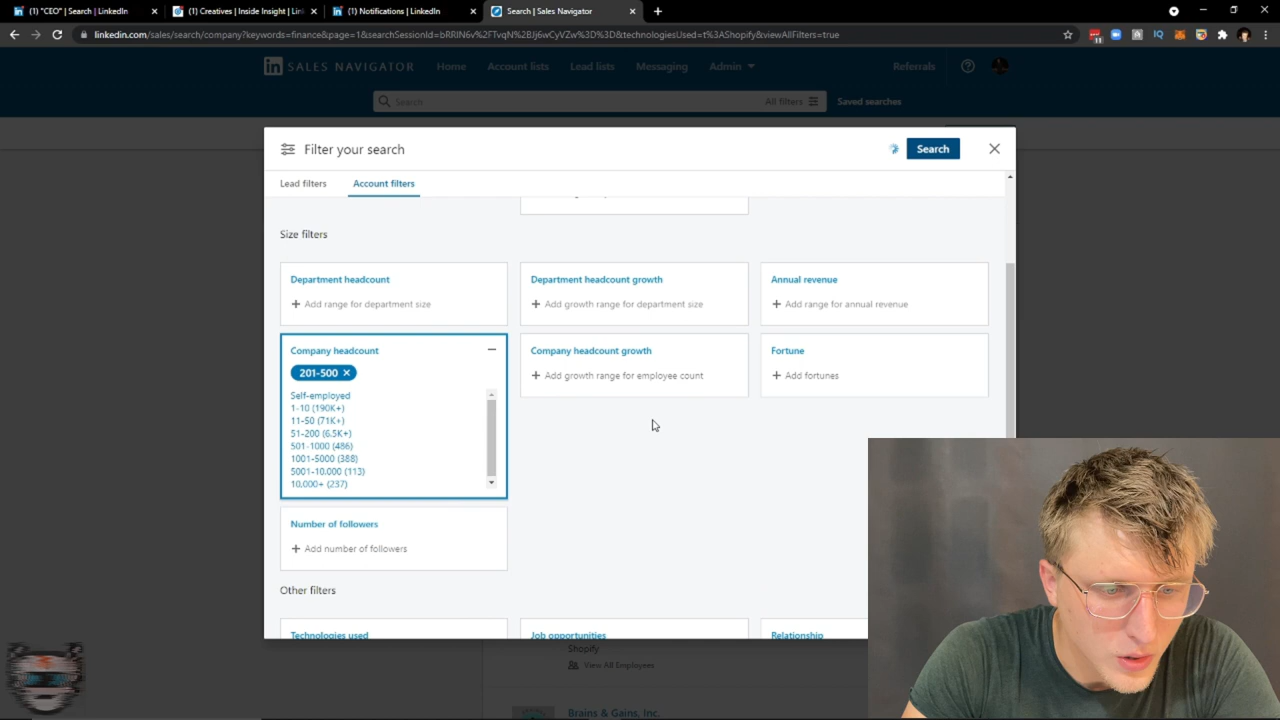 (1) "CEO" | Search | LinkedIn
(1) Creatives | Inside Insight | Lin
(1) Notifications | LinkedIn
Search | Sales Navigator
linkedin.com/sales/search/company?keywords=finance&page=1&searchSessionId=bRRIN6v%2FTvqN%2BJj6wCyVZw%3D%3D&technologiesUsed=t%3AShopify&viewAllFilters=true
11
IQ
in SALES NAVIGATOR
Home
Account lists
Lead lists
Messaging
Admin
Referrals
Search
All filters
Saved searches
Filter your search
Search
Lead filters
Account filters
Size filters
Department headcount
+ Add range for department size
Department headcount growth
+ Add growth range for department size
Annual revenue
+ Add range for annual revenue
Company headcount
201-500 ×
Self-employed
1-10 (190K+)
11-50 (71K+)
51-200 (6.5K+)
501-1000 (486)
1001-5000 (388)
5001-10,000 (113)
10,000+ (237)
Company headcount growth
+ Add growth range for employee count
Fortune
+ Add fortunes
Number of followers
+ Add number of followers
Other filters
Technologies used
Job opportunities
Relationship
Shopify
View All Employees
Brains & Gains, Inc.